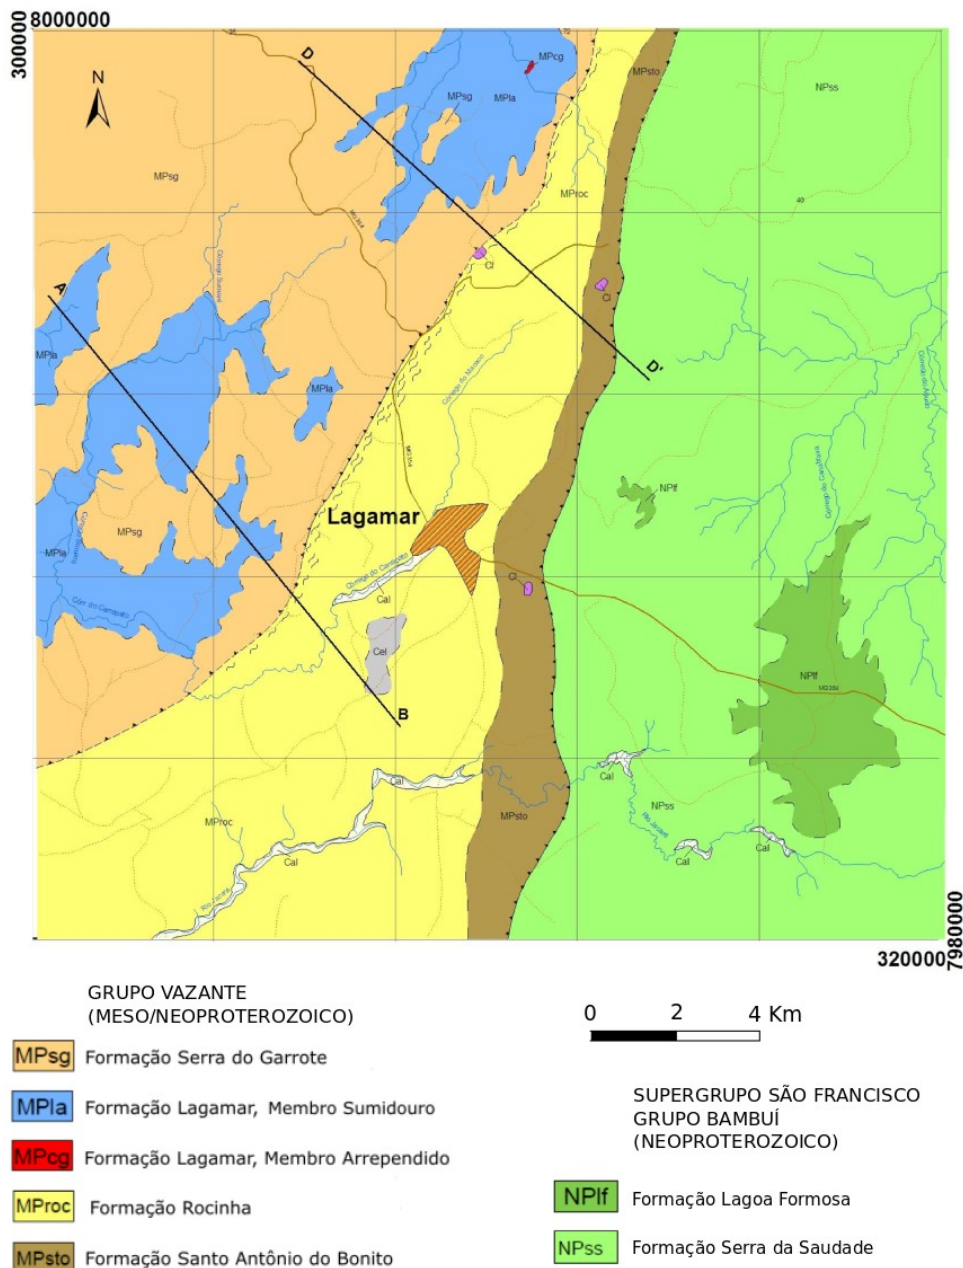 8000000
300000
N
D
72
MPcg
MPsto
MPsg
MPla
NPss
MPsg
MProc
40
Cl
Cl
A
MPla
D'
MPla
NPlf
MPsg
Lagamar
MPla
Cl
Cal
Cel
NPlf
B
Cal
Cal
NPss
MProc
MPsto
Cal
Cal
Cal
320000
7980000
GRUPO VAZANTE
(MESO/NEOPROTEROZOICO)
MPsg Formação Serra do Garrote
MPla Formação Lagamar, Membro Sumidouro
MPcg Formação Lagamar, Membro Arrependido
MProc Formação Rocinha
MPsto Formação Santo Antônio do Bonito
0 2 4 Km
SUPERGRUPO SÃO FRANCISCO
GRUPO BAMBUÍ
(NEOPROTEROZOICO)
NPlf Formação Lagoa Formosa
NPss Formação Serra da Saudade